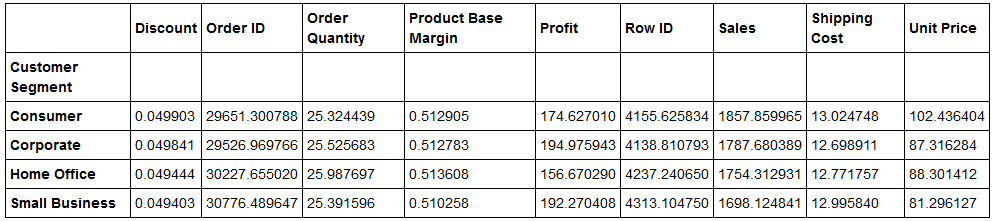 Discount Order ID Order Quantity Product Base Margin Profit Row ID Sales Shipping Cost Unit Price
Customer Segment
Consumer 0.049903 29651.300788 25.324439 0.512905 174.627010 4155.625834 1857.859965 13.024748 102.436404
Corporate 0.049841 29526.969766 25.525683 0.512783 194.975943 4138.810793 1787.680389 12.698911 87.316284
Home Office 0.049444 30227.655020 25.987697 0.513608 156.670290 4237.240650 1754.312931 12.771757 88.301412
Small Business 0.049403 30776.489647 25.391596 0.510258 192.270408 4313.104750 1698.124841 12.995840 81.296127